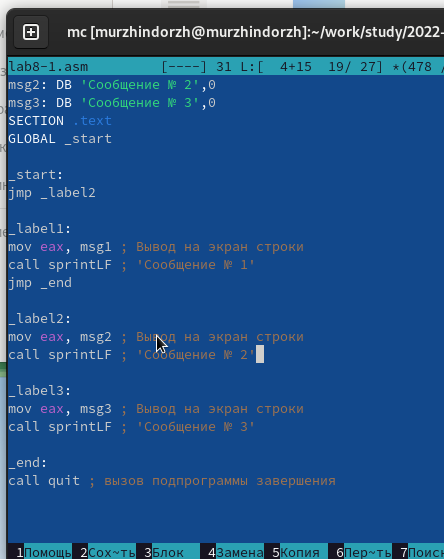 mc [murzhindorzh@murzhindorzh]:~/work/study/2022-
lab8-1.asm [----] 31 L:[ 4+15 19/ 27] *(478 /
msg2: DB 'Сообщение № 2',0
msg3: DB 'Сообщение № 3',0
SECTION .text
GLOBAL _start
_start:
jmp _label2
_label1:
mov eax, msg1 ; Вывод на экран строки
call sprintLF ; 'Сообщение № 1'
jmp _end
_label2:
mov eax, msg2 ; Вывод на экран строки
call sprintLF ; 'Сообщение № 2'
_label3:
mov eax, msg3 ; Вывод на экран строки
call sprintLF ; 'Сообщение № 3'
_end:
call quit ; вызов подпрограммы завершения
1Помощь 2Сох~ть 3Блок 4Замена 5Копия 6Пер~ть 7Поиск